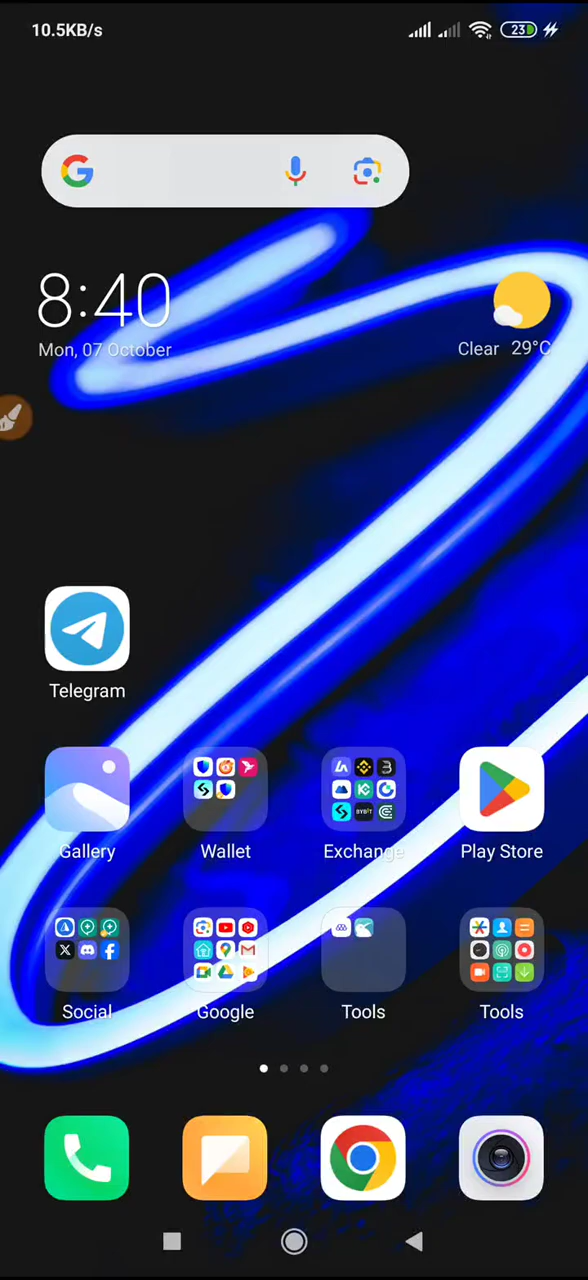 10.5KB/s
23
8:40
Mon, 07 October
Clear 29°C
Telegram
Gallery
Wallet
Exchange
Play Store
BYBIT
Social
Google
Tools
Tools